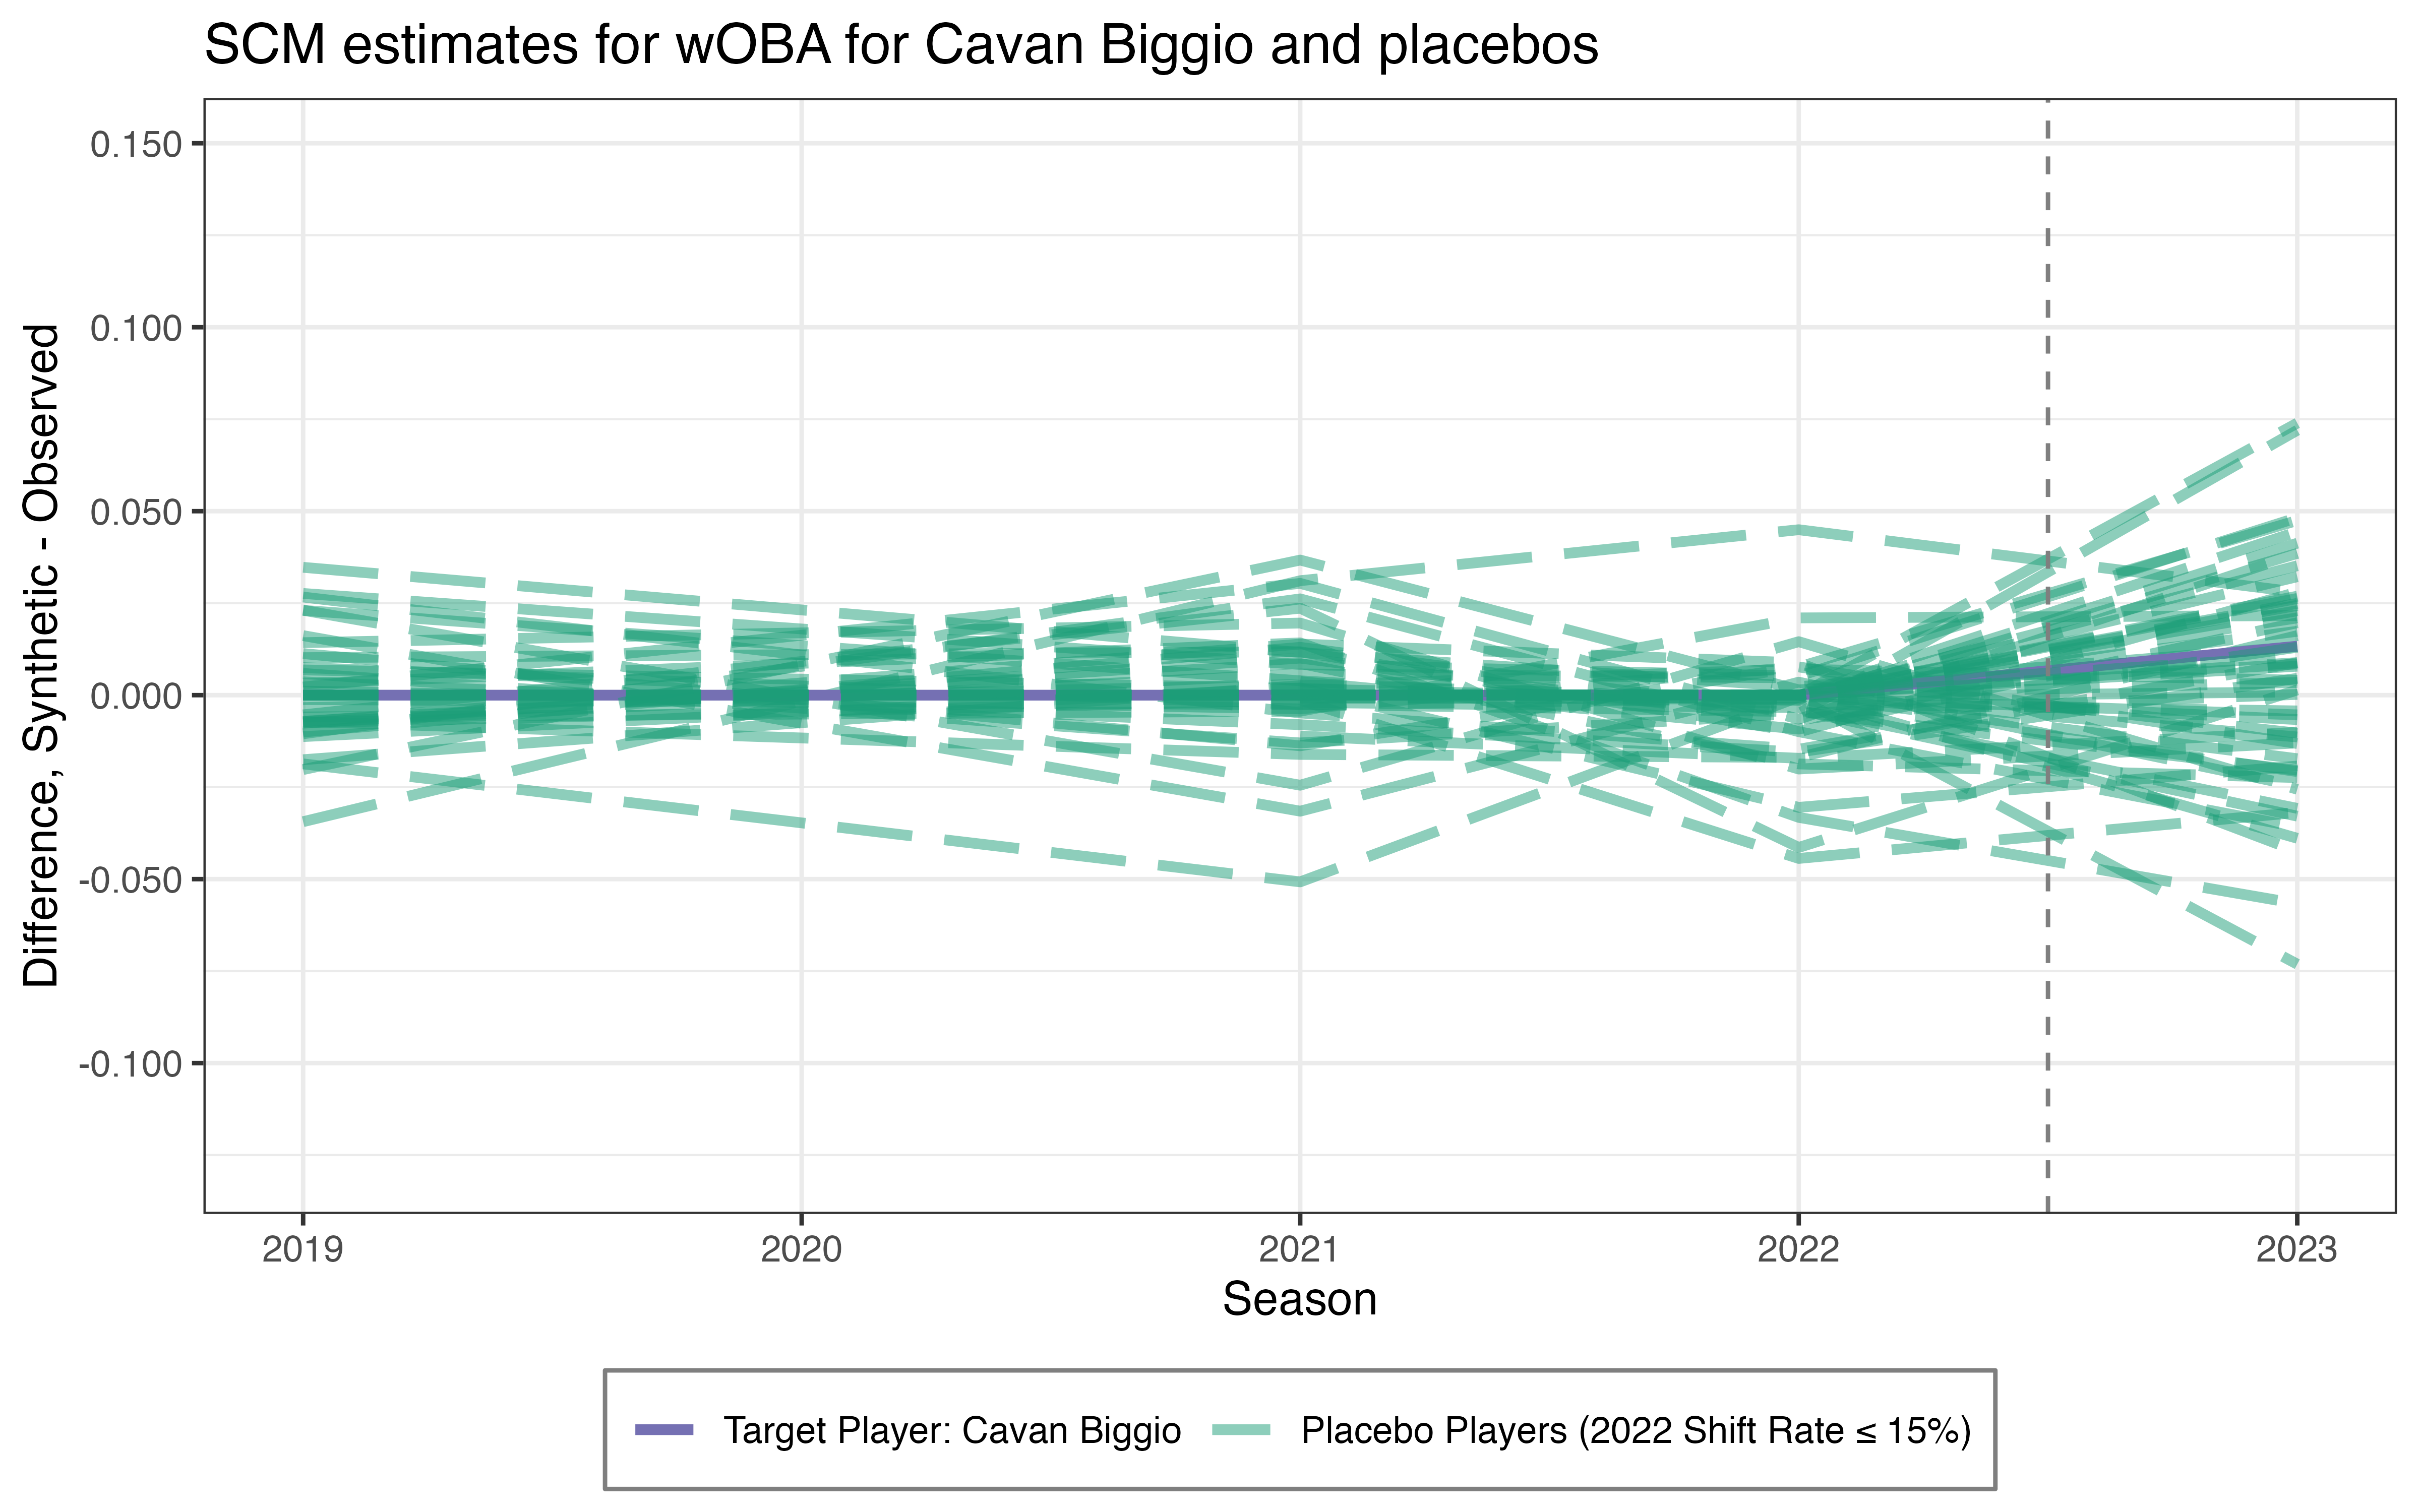 SCM estimates for wOBA for Cavan Biggio and placebos
Difference, Synthetic - Observed
0.150
0.100
0.050
0.000
-0.050
-0.100
2019 2020 2021 2022 2023
Season
Target Player: Cavan Biggio Placebo Players (2022 Shift Rate ≤ 15%)